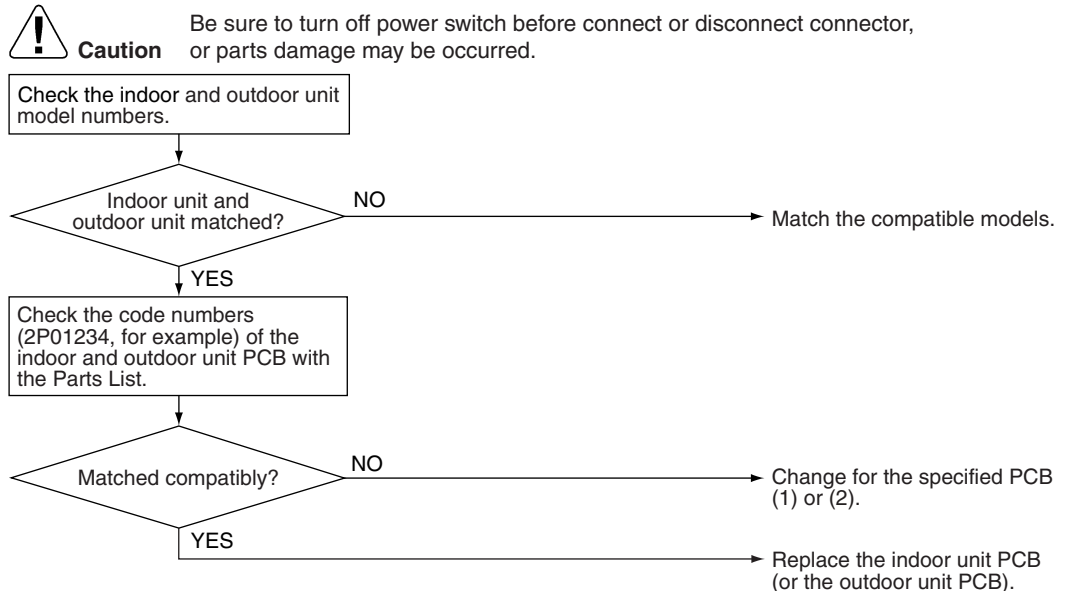 Be sure to turn off power switch before connect or disconnect connector,
Caution or parts damage may be occurred.
Check the indoor and outdoor unit
model numbers.
Indoor unit and
outdoor unit matched?
NO
Match the compatible models.
YES
Check the code numbers
(2P01234, for example) of the
indoor and outdoor unit PCB with
the Parts List.
Matched compatibly?
NO
Change for the specified PCB
(1) or (2).
YES
Replace the indoor unit PCB
(or the outdoor unit PCB).